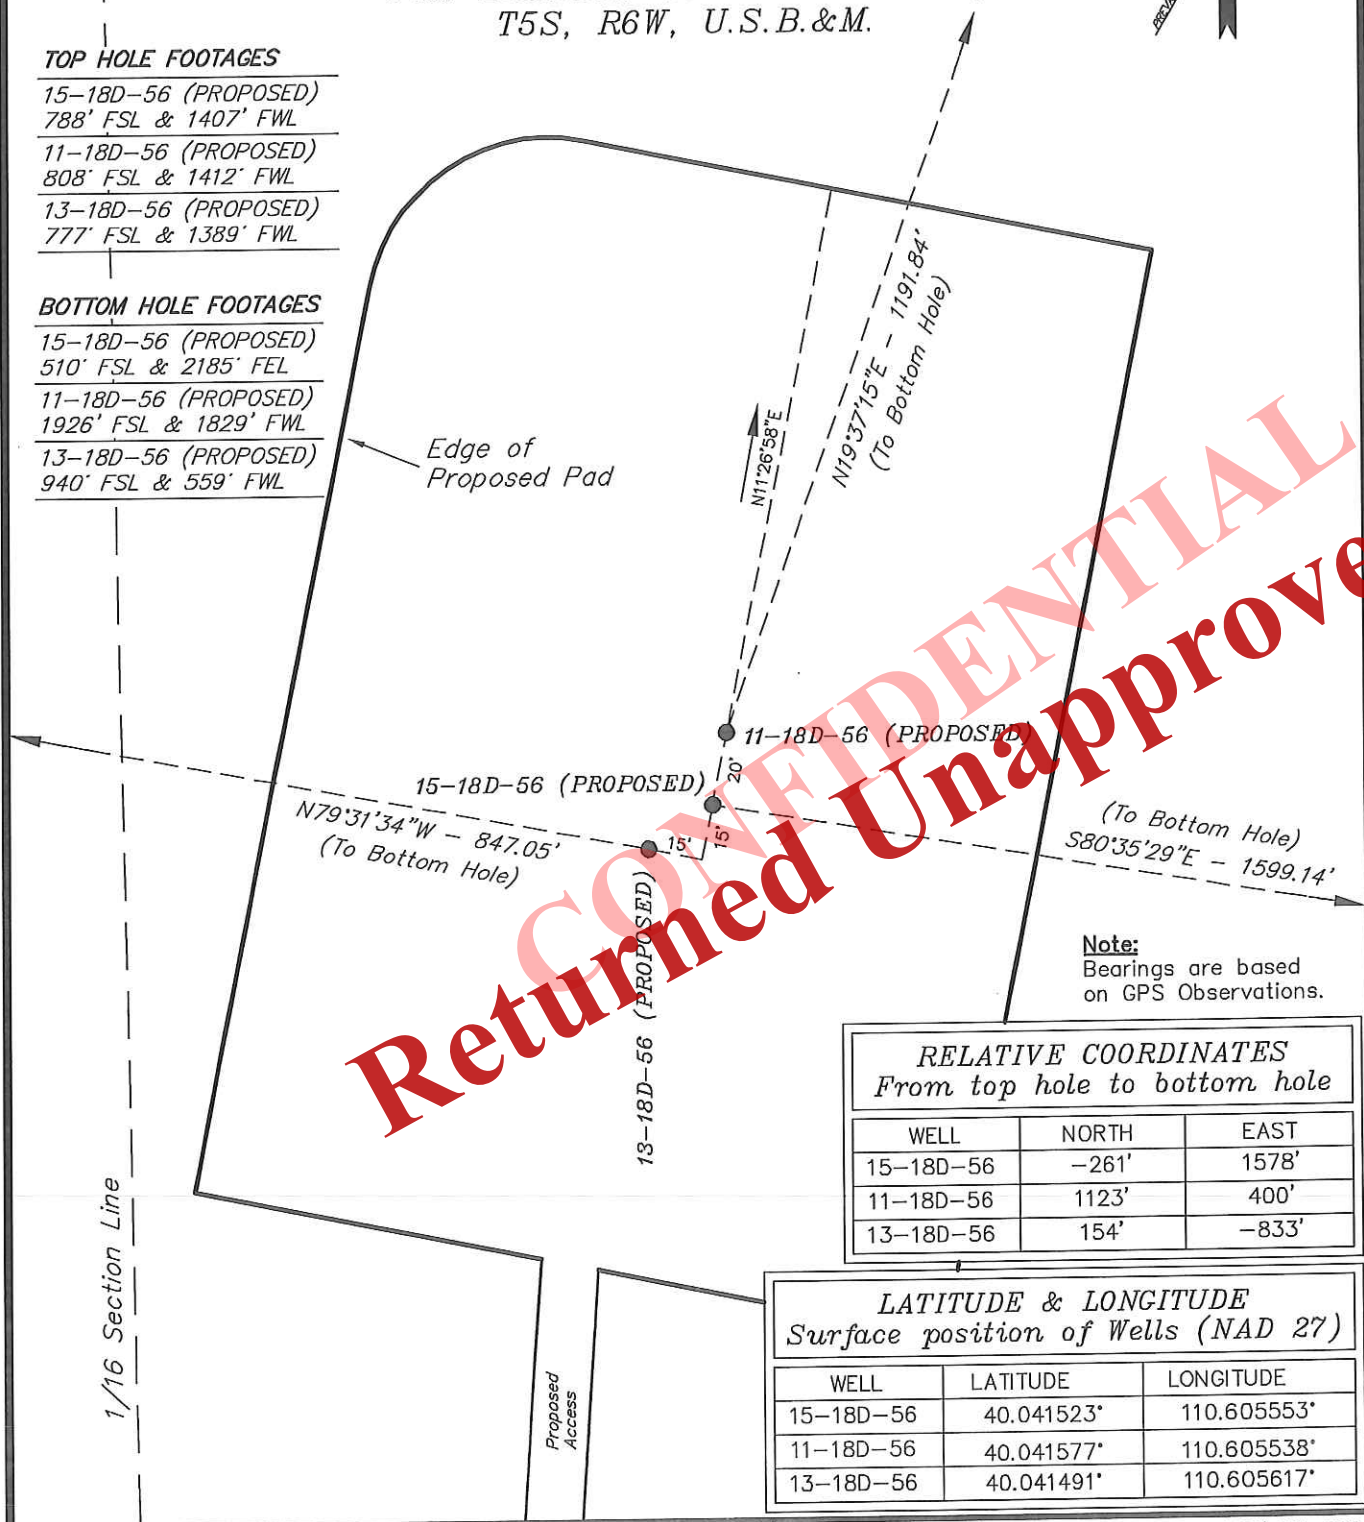 T5S, R6W, U.S.B.&M.
TOP HOLE FOOTAGES
15-18D-56 (PROPOSED)
788' FSL & 1407' FWL
11-18D-56 (PROPOSED)
808' FSL & 1412' FWL
13-18D-56 (PROPOSED)
777' FSL & 1389' FWL
BOTTOM HOLE FOOTAGES
15-18D-56 (PROPOSED)
510' FSL & 2185' FEL
11-18D-56 (PROPOSED)
1926' FSL & 1829' FWL
13-18D-56 (PROPOSED)
940' FSL & 559' FWL
Edge of
Proposed Pad
N11°26'58"E
N19°37'15"E - 1191.84'
(To Bottom Hole)
CONFIDENTIAL
Returned Unapprove
11-18D-56 (PROPOSED)
20'
15-18D-56 (PROPOSED)
15'
15'
N79°31'34"W - 847.05'
(To Bottom Hole)
13-18D-56 (PROPOSED)
(To Bottom Hole)
S80°35'29"E - 1599.14'
Note:
Bearings are based
on GPS Observations.
RELATIVE COORDINATES
From top hole to bottom hole
WELL NORTH EAST
15-18D-56 -261' 1578'
11-18D-56 1123' 400'
13-18D-56 154' -833'
1/16 Section Line
Proposed
Access
LATITUDE & LONGITUDE
Surface position of Wells (NAD 27)
WELL LATITUDE LONGITUDE
15-18D-56 40.041523° 110.605553°
11-18D-56 40.041577° 110.605538°
13-18D-56 40.041491° 110.605617°